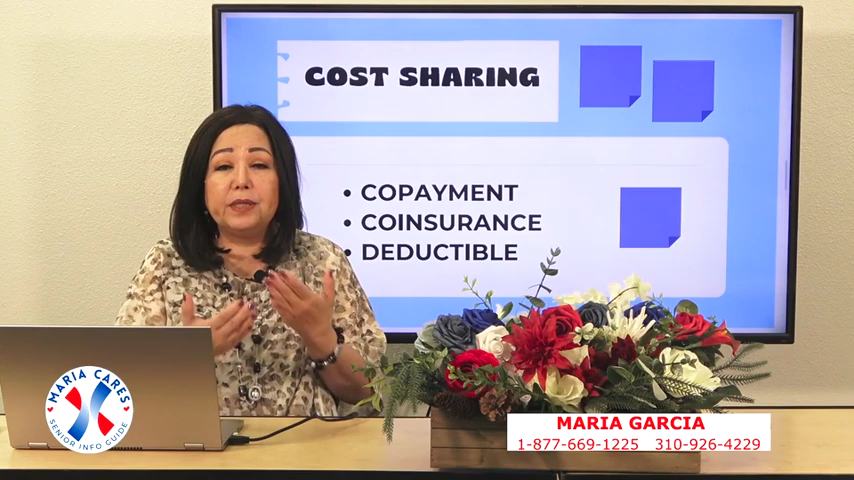 COST SHARING
• COPAYMENT
• COINSURANCE
• DEDUCTIBLE
MARIA CARES
SENIOR INFO GUIDE
MARIA GARCIA
1-877-669-1225 310-926-4229